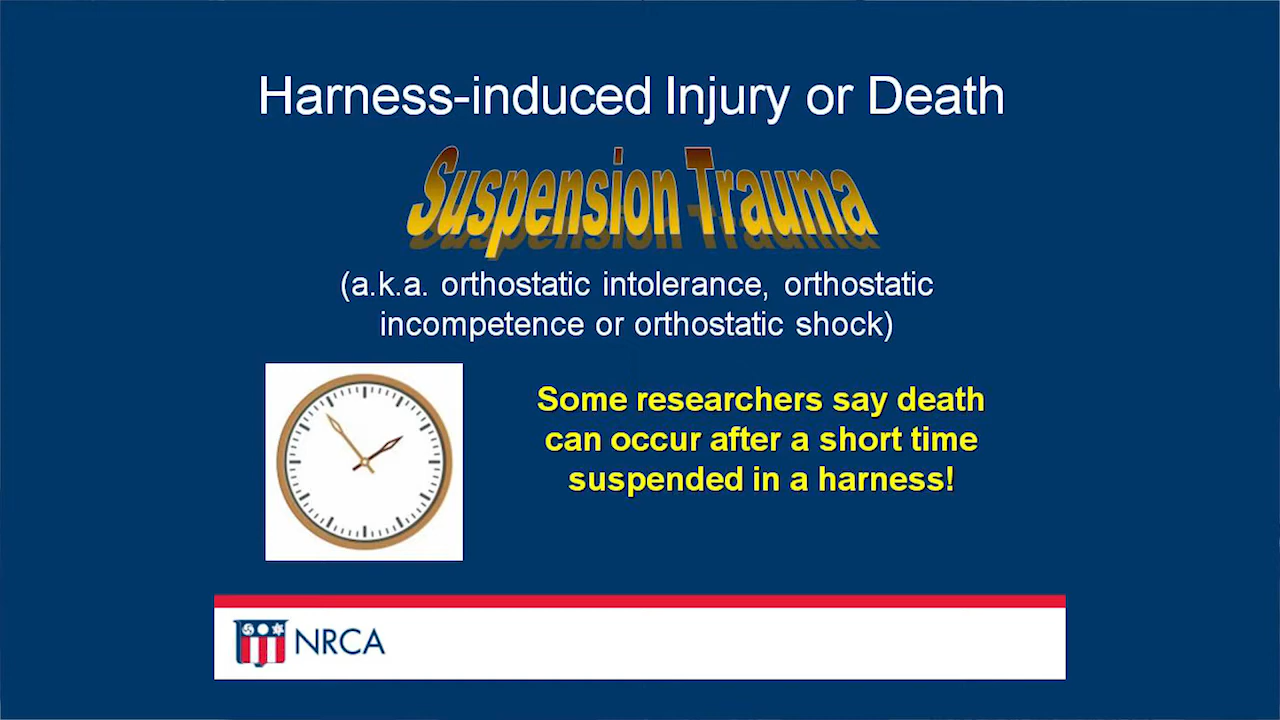 Harness-induced Injury or Death
Suspension Trauma
(a.k.a. orthostatic intolerance, orthostatic
incompetence or orthostatic shock)
Some researchers say death
can occur after a short time
suspended in a harness!
NRCA